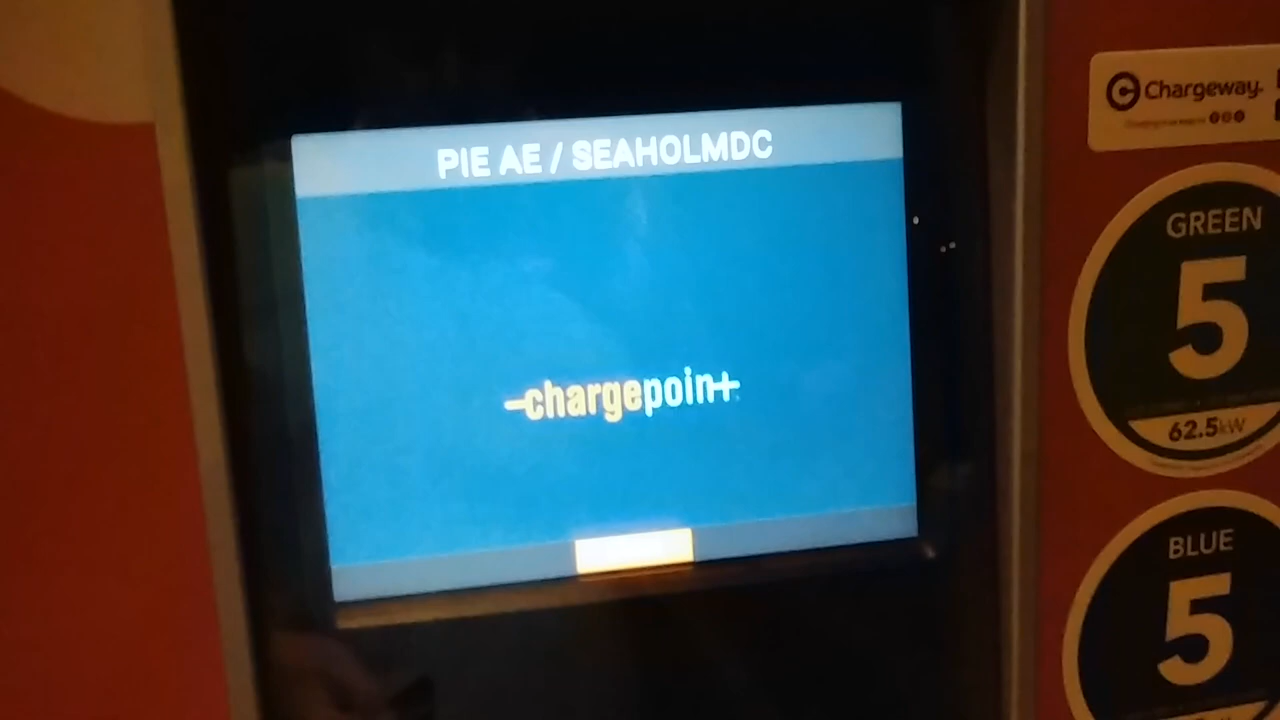 PIE AE / SEAHOLMDC
chargepoint
Chargeway
GREEN
5
62.5kW
BLUE
5